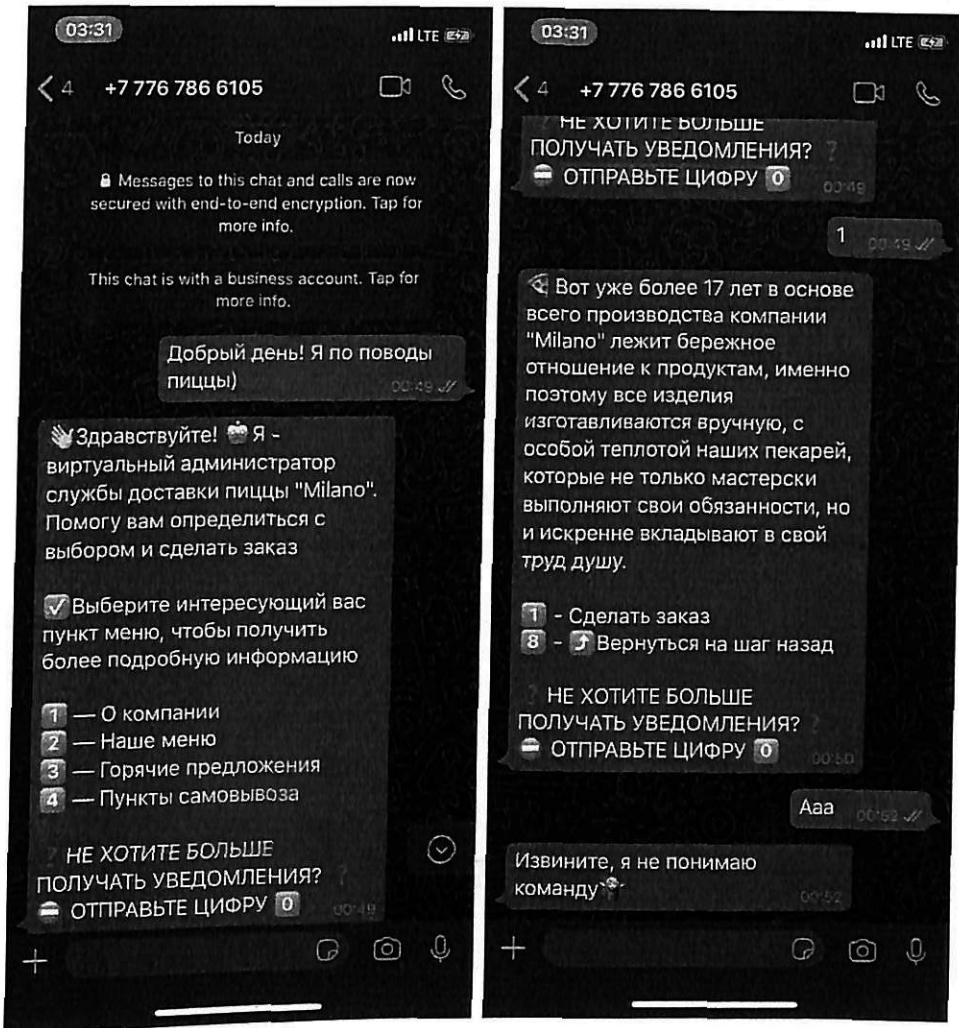 03:31
LTE
4 +7 776 786 6105
Today
Messages to this chat and calls are now
secured with end-to-end encryption. Tap for
more info.
This chat is with a business account. Tap for
more info.
Добрый день! Я по поводы
пиццы)
00:49
Здравствуйте! Я -
виртуальный администратор
службы доставки пиццы "Milano".
Помогу вам определиться с
выбором и сделать заказ
Выберите интересующий вас
пункт меню, чтобы получить
более подробную информацию
1 — О компании
2 — Наше меню
3 — Горячие предложения
4 — Пункты самовывоза
? НЕ ХОТИТЕ БОЛЬШЕ
ПОЛУЧАТЬ УВЕДОМЛЕНИЯ? ?
ОТПРАВЬТЕ ЦИФРУ 0
00:49
03:31
LTE
4 +7 776 786 6105
? НЕ ХОТИТЕ БОЛЬШЕ
ПОЛУЧАТЬ УВЕДОМЛЕНИЯ? ?
ОТПРАВЬТЕ ЦИФРУ 0
00:49
1 00:49
Вот уже более 17 лет в основе
всего производства компании
"Milano" лежит бережное
отношение к продуктам, именно
поэтому все изделия
изготавливаются вручную, с
особой теплотой наших пекарей,
которые не только мастерски
выполняют свои обязанности, но
и искренне вкладывают в свой
труд душу.
1 - Сделать заказ
8 - Вернуться на шаг назад
? НЕ ХОТИТЕ БОЛЬШЕ
ПОЛУЧАТЬ УВЕДОМЛЕНИЯ? ?
ОТПРАВЬТЕ ЦИФРУ 0
00:50
Ааа 00:52
Извините, я не понимаю
команду
00:52